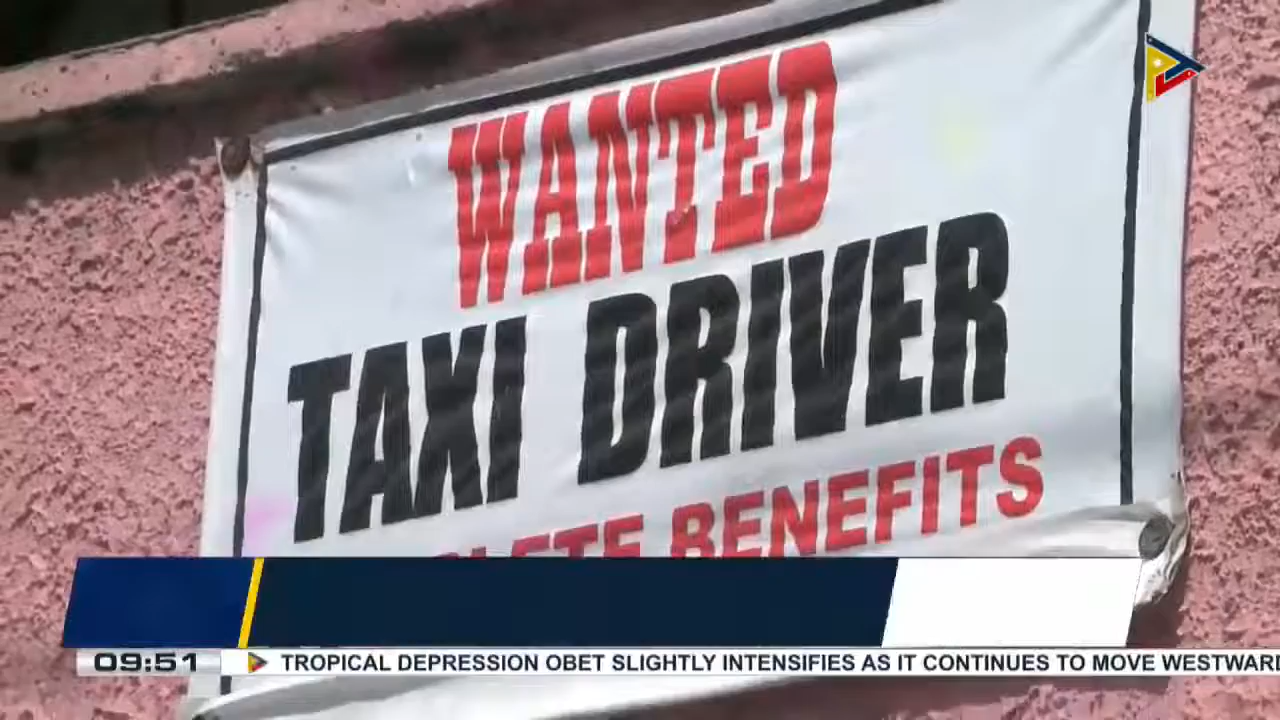 WANTED
TAXI DRIVER
BENEFITS
09:51
TROPICAL DEPRESSION OBET SLIGHTLY INTENSIFIES AS IT CONTINUES TO MOVE WESTWARD